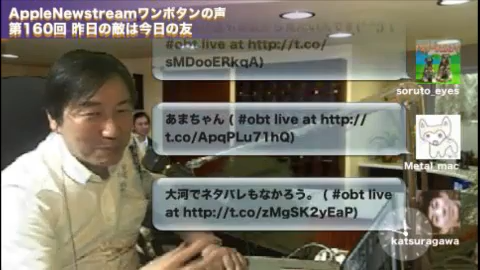 AppleNewstreamワンボタンの声
第160回 昨日の敵は今日の友
#obt live at http://t.co/
sMDooERkqA)
soruto_eyes
あまちゃん ( #obt live at http://
t.co/ApqPLu71hQ)
Metal_mac
大河でネタバレもなかろう。 ( #obt live
at http://t.co/zMgSK2yEaP)
katsuragawa